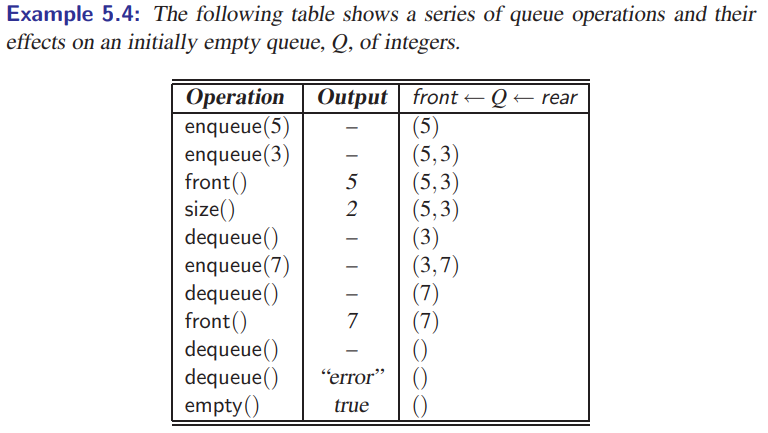 Example 5.4: The following table shows a series of queue operations and their
effects on an initially empty queue, Q, of integers.
Operation Output front ← Q ← rear
enqueue(5) – (5)
enqueue(3) – (5,3)
front() 5 (5,3)
size() 2 (5,3)
dequeue() – (3)
enqueue(7) – (3,7)
dequeue() – (7)
front() 7 (7)
dequeue() – ()
dequeue() “error” ()
empty() true ()